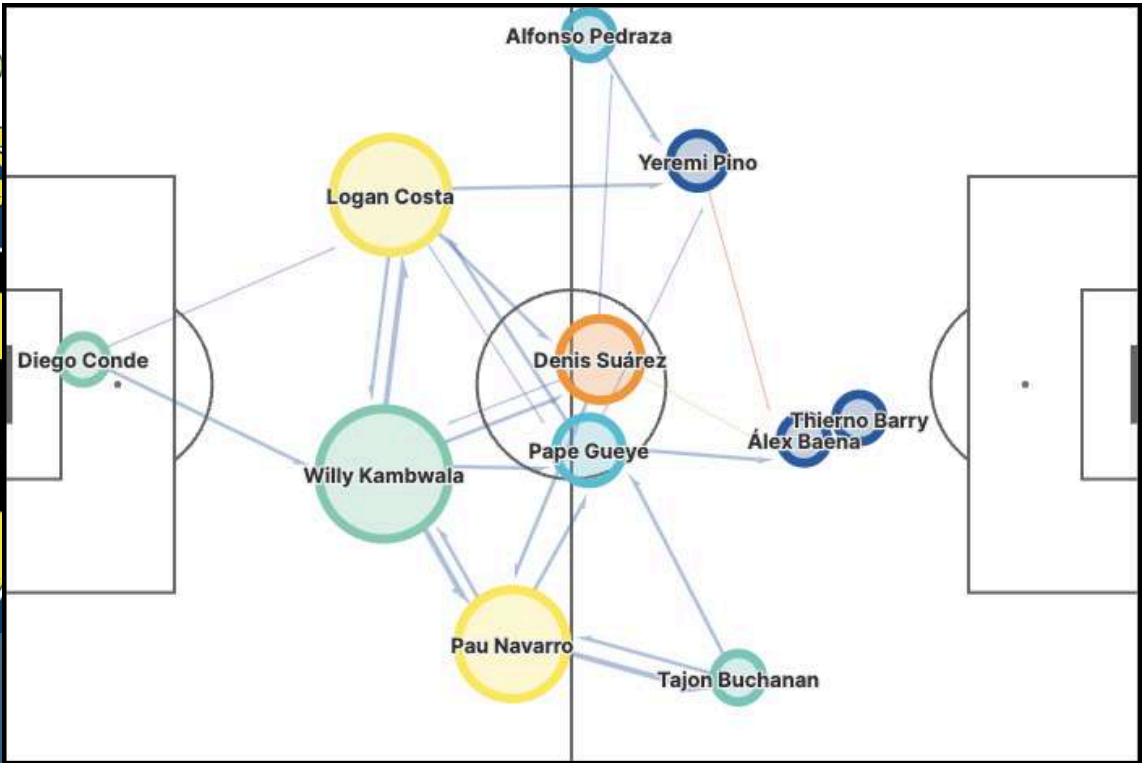 Alfonso Pedraza
Yeremi Pino
Logan Costa
Diego Conde
Denis Suárez
Thierno Barry
Álex Baena
Pape Gueye
Willy Kambwala
Pau Navarro
Tajon Buchanan